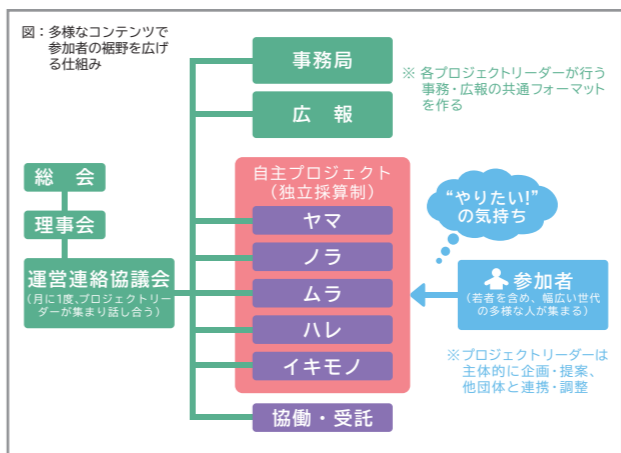 図：多様なコンテンツで
参加者の裾野を広げ
る仕組み
事務局
広　報
※ 各プロジェクトリーダーが行う
事務・広報の共通フォーマット
を作る
総　会
理事会
運営連絡協議会
（月に1度、プロジェクトリー
ダーが集まり話し合う）
自主プロジェクト
（独立採算制）
ヤマ
ノラ
ムラ
ハレ
イキモノ
協働・受託
“やりたい!”
の気持ち
参加者
（若者を含め、幅広い世代
の多様な人が集まる）
※プロジェクトリーダーは
主体的に企画・提案、
他団体と連携・調整